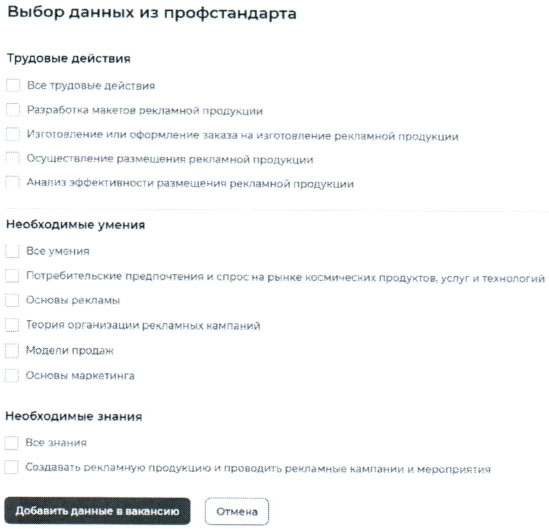 Выбор данных из профстандарта
Трудовые действия
Все трудовые действия
Разработка макетов рекламной продукции
Изготовление или оформление заказа на изготовление рекламной продукции
Осуществление размещения рекламной продукции
Анализ эффективности размещения рекламной продукции
Необходимые умения
Все умения
Потребительские предпочтения и спрос на рынке космических продуктов, услуг и технологий
Основы рекламы
Теория организации рекламных кампаний
Модели продаж
Основы маркетинга
Необходимые знания
Все знания
Создавать рекламную продукцию и проводить рекламные кампании и мероприятия
Добавить данные в вакансию Отмена